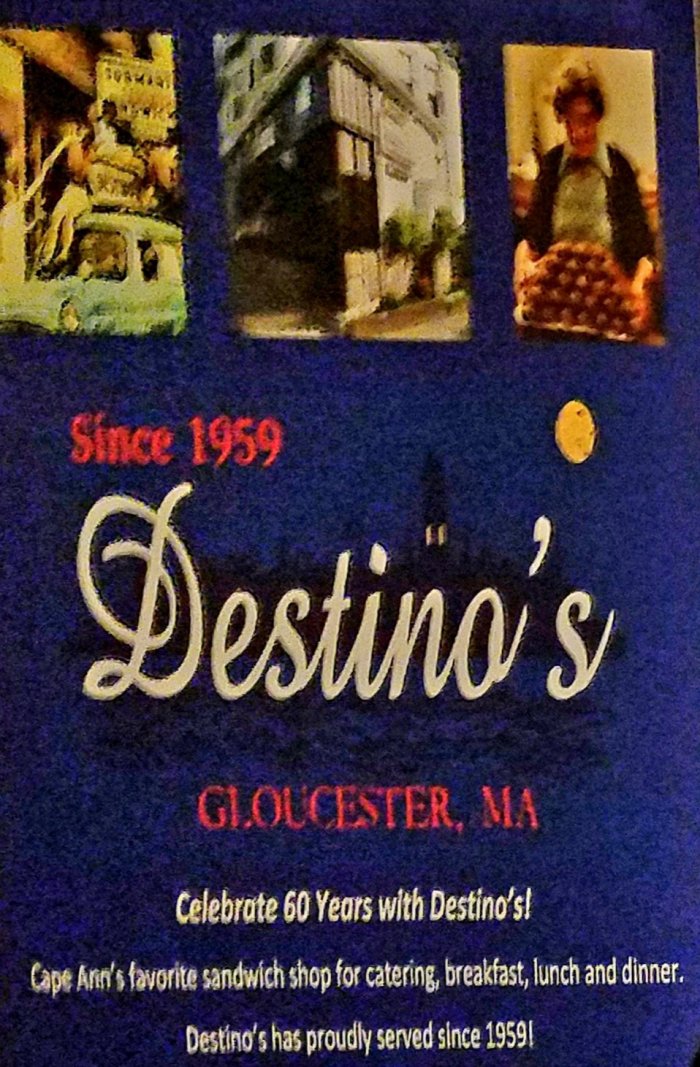 Since 1959
Destino's
GLOUCESTER, MA
Celebrate 60 Years with Destino's!
Cape Ann's favorite sandwich shop for catering, breakfast, lunch and dinner.
Destino's has proudly served since 1959!